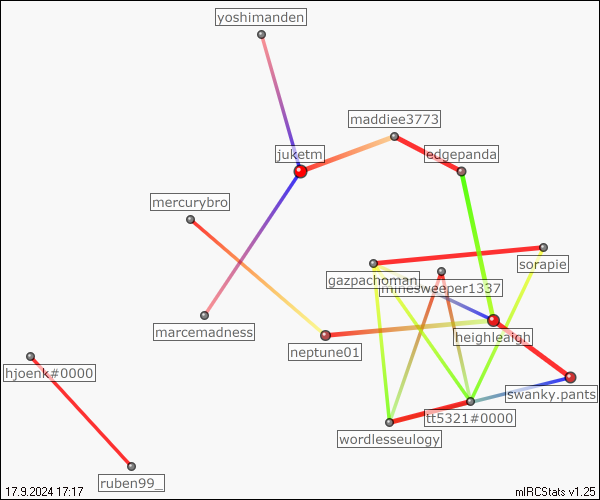 yoshimanden
maddiee3773
juketm
edgepanda
mercurybro
sorapie
gazpachoman
minesweeper1337
marcemadness
heighleaigh
neptune01
hjoenk#0000
swanky.pants
tt5321#0000
wordlesseulogy
ruben99_
17.9.2024 17:17
mIRCStats v1.25